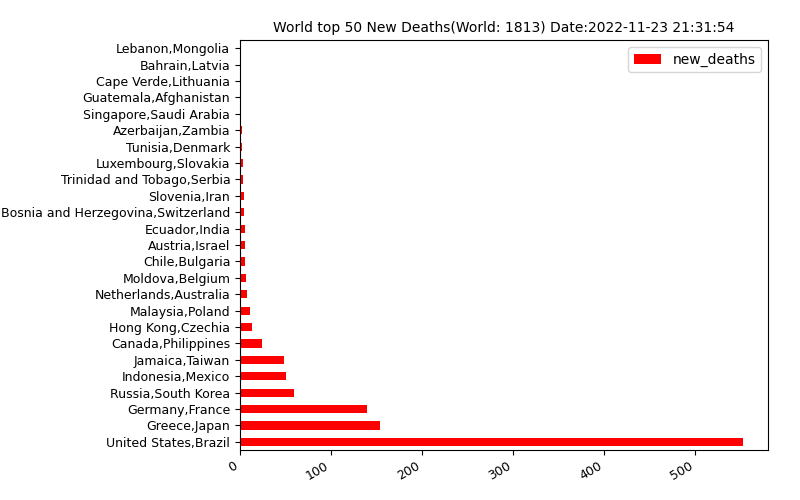 World top 50 New Deaths(World: 1813) Date:2022-11-23 21:31:54
new_deaths
Lebanon,Mongolia
Bahrain,Latvia
Cape Verde,Lithuania
Guatemala,Afghanistan
Singapore,Saudi Arabia
Azerbaijan,Zambia
Tunisia,Denmark
Luxembourg,Slovakia
Trinidad and Tobago,Serbia
Slovenia,Iran
Bosnia and Herzegovina,Switzerland
Ecuador,India
Austria,Israel
Chile,Bulgaria
Moldova,Belgium
Netherlands,Australia
Malaysia,Poland
Hong Kong,Czechia
Canada,Philippines
Jamaica,Taiwan
Indonesia,Mexico
Russia,South Korea
Germany,France
Greece,Japan
United States,Brazil
0 100 200 300 400 500